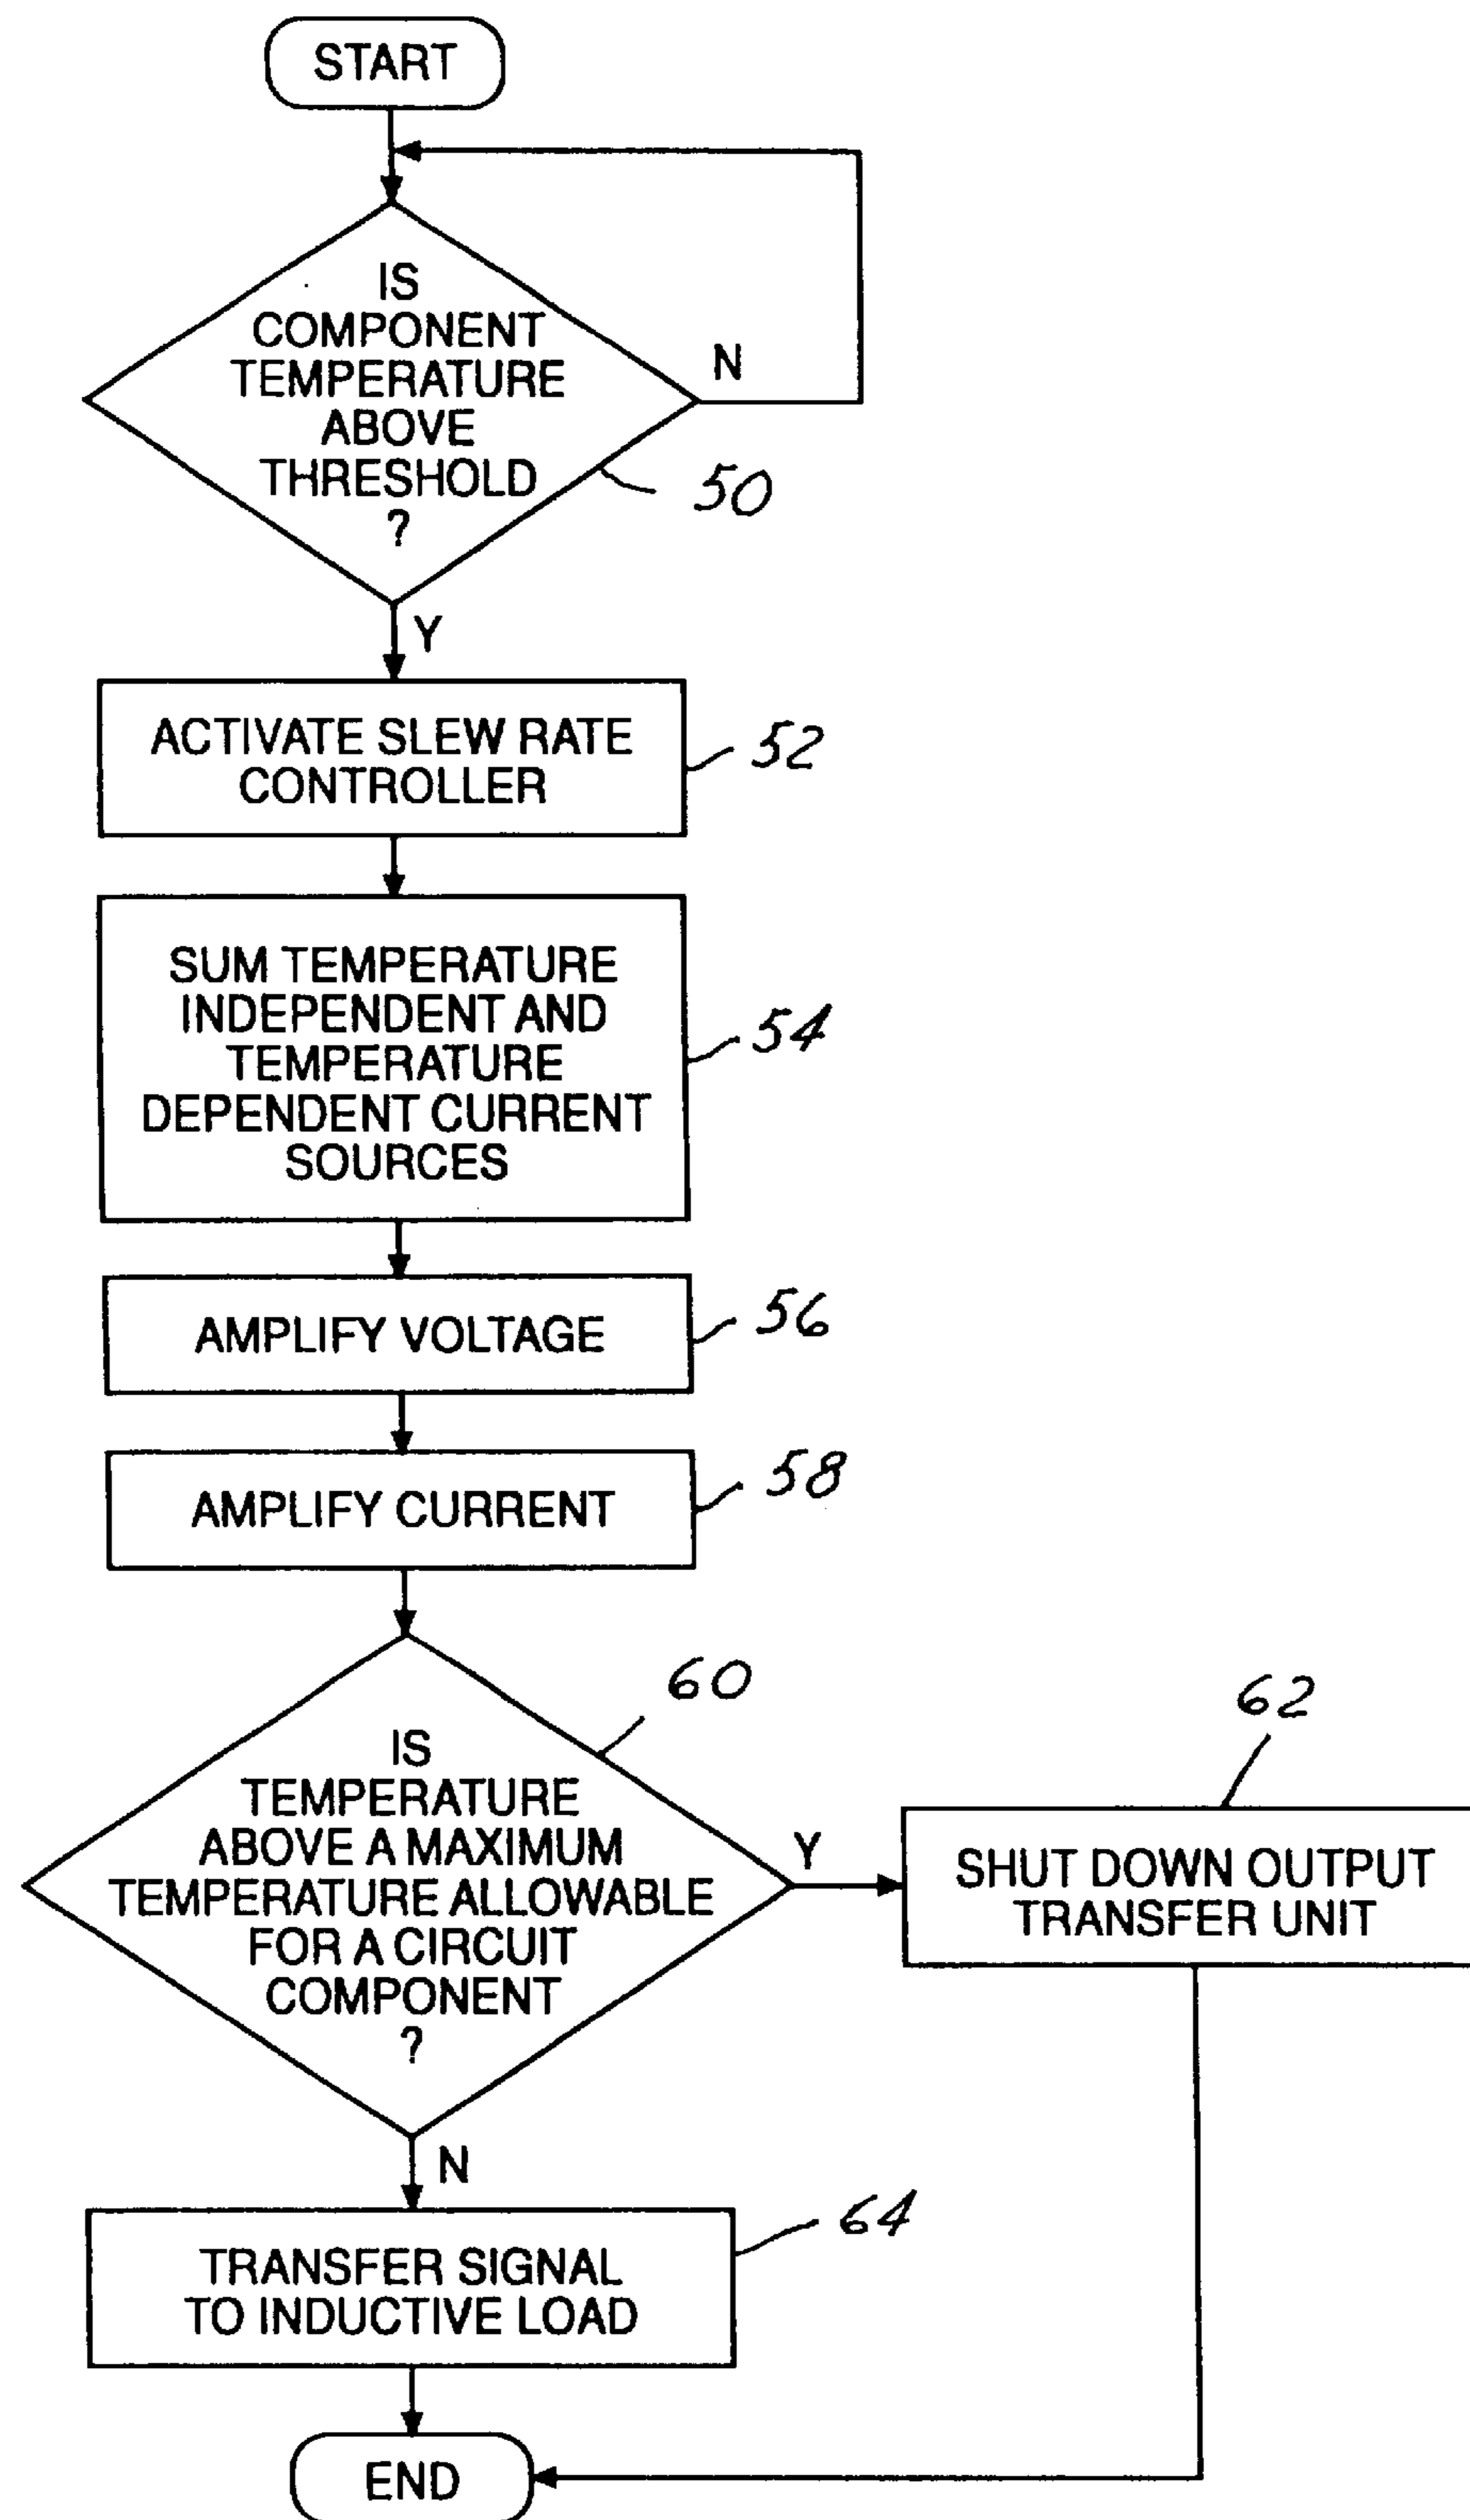 START
IS
COMPONENT
TEMPERATURE
ABOVE
THRESHOLD
?
N
50
Y
ACTIVATE SLEW RATE
CONTROLLER
52
SUM TEMPERATURE
INDEPENDENT AND
TEMPERATURE
DEPENDENT CURRENT
SOURCES
54
AMPLIFY VOLTAGE
56
AMPLIFY CURRENT
58
60
IS
TEMPERATURE
ABOVE A MAXIMUM
TEMPERATURE ALLOWABLE
FOR A CIRCUIT
COMPONENT
?
Y
62
SHUT DOWN OUTPUT
TRANSFER UNIT
N
64
TRANSFER SIGNAL
TO INDUCTIVE LOAD
END